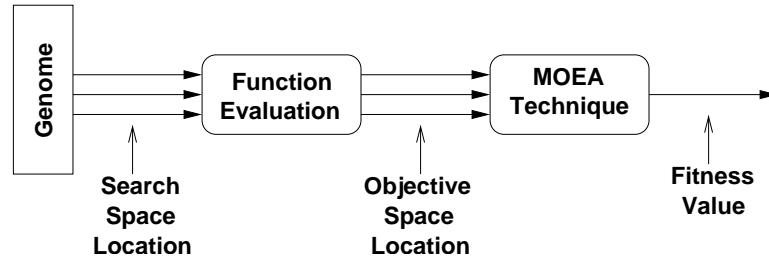 Genome
Function
Evaluation
MOEA
Technique
Search
Space
Location
Objective
Space
Location
Fitness
Value